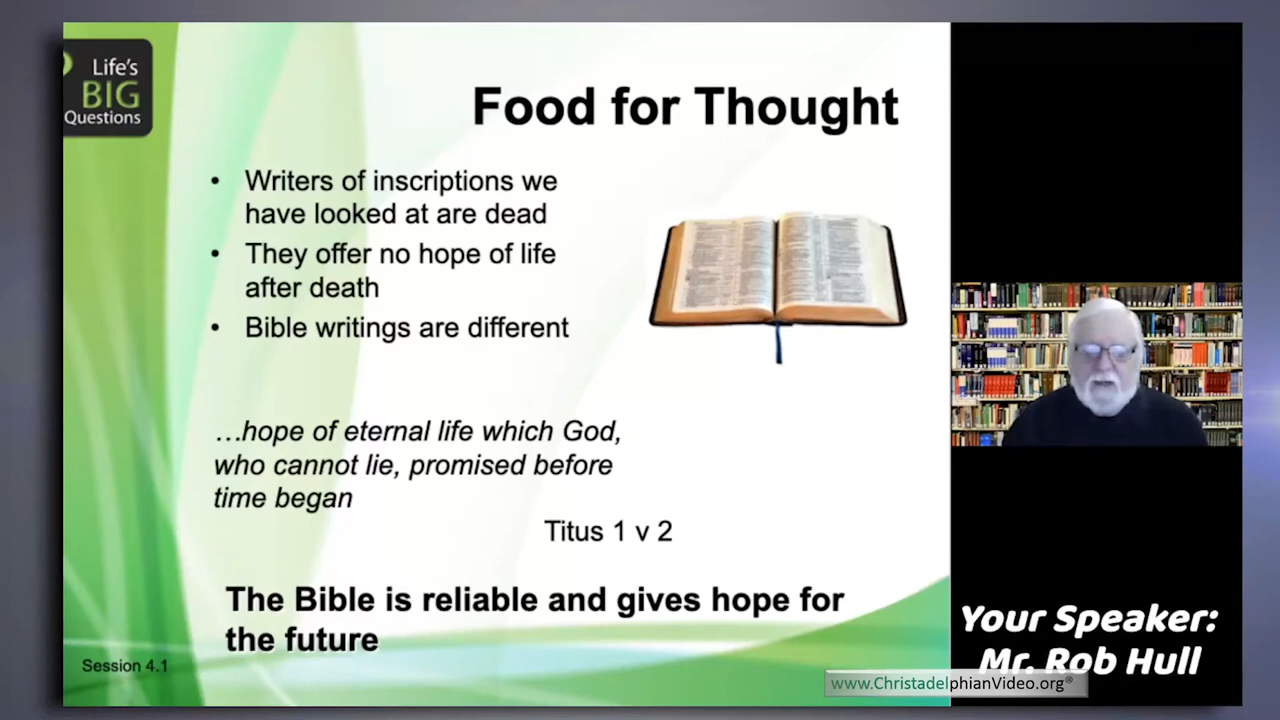 Life's
BIG
Questions
Food for Thought
• Writers of inscriptions we
have looked at are dead
• They offer no hope of life
after death
• Bible writings are different
…hope of eternal life which God,
who cannot lie, promised before
time began
Titus 1 v 2
The Bible is reliable and gives hope for
the future
Session 4.1
Your Speaker:
Mr. Rob Hull
www.ChristadelphianVideo.org®